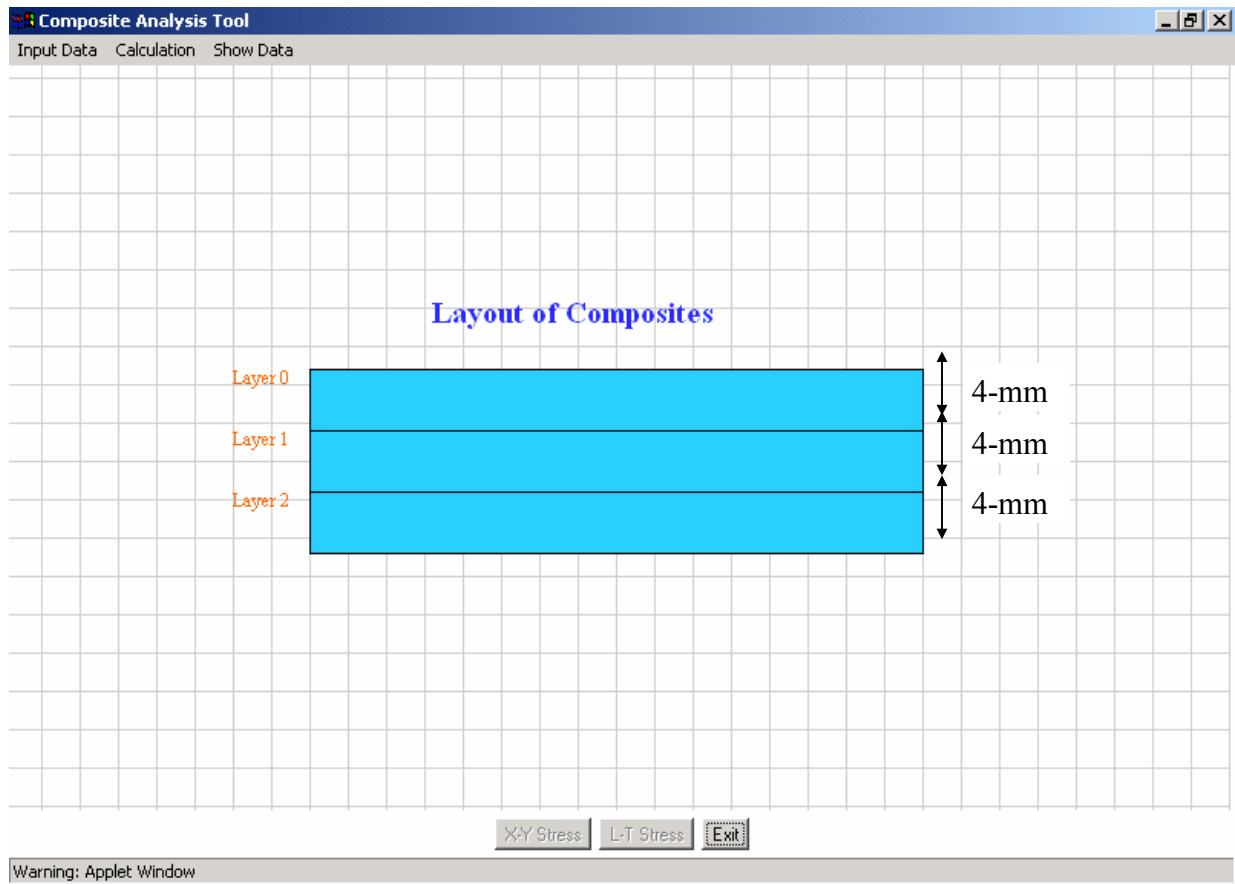 Composite Analysis Tool
Input Data Calculation Show Data
Layout of Composites
Layer 0
4-mm
Layer 1
4-mm
Layer 2
4-mm
X-Y Stress L-T Stress Exit
Warning: Applet Window